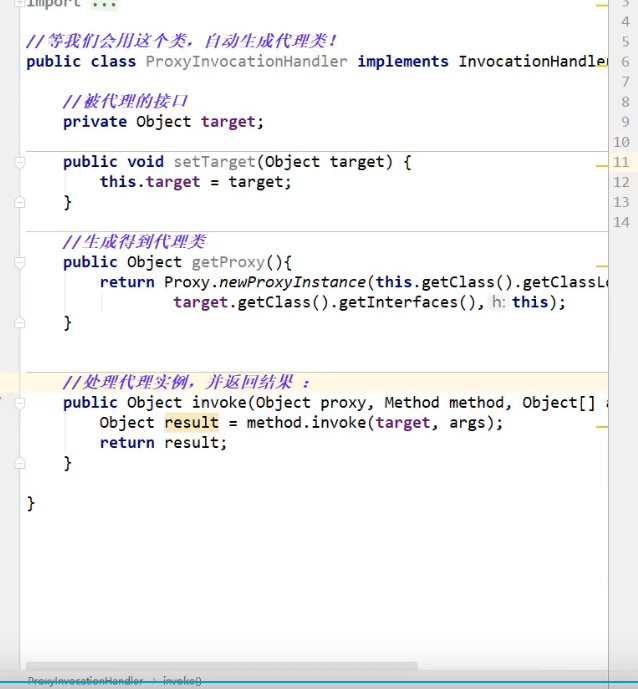 import ...
//等我们会用这个类，自动生成代理类！
public class ProxyInvocationHandler implements InvocationHandler
//被代理的接口
private Object target;
public void setTarget(Object target) {
this.target = target;
}
//生成得到代理类
public Object getProxy(){
return Proxy.newProxyInstance(this.getClass().getClassLo
target.getClass().getInterfaces(), h: this);
}
//处理代理实例，并返回结果 ：
public Object invoke(Object proxy, Method method, Object[] a
Object result = method.invoke(target, args);
return result;
}
}
ProxyInvocationHandler › invoke()
3
4
5
6
7
8
9
10
11
12
13
14